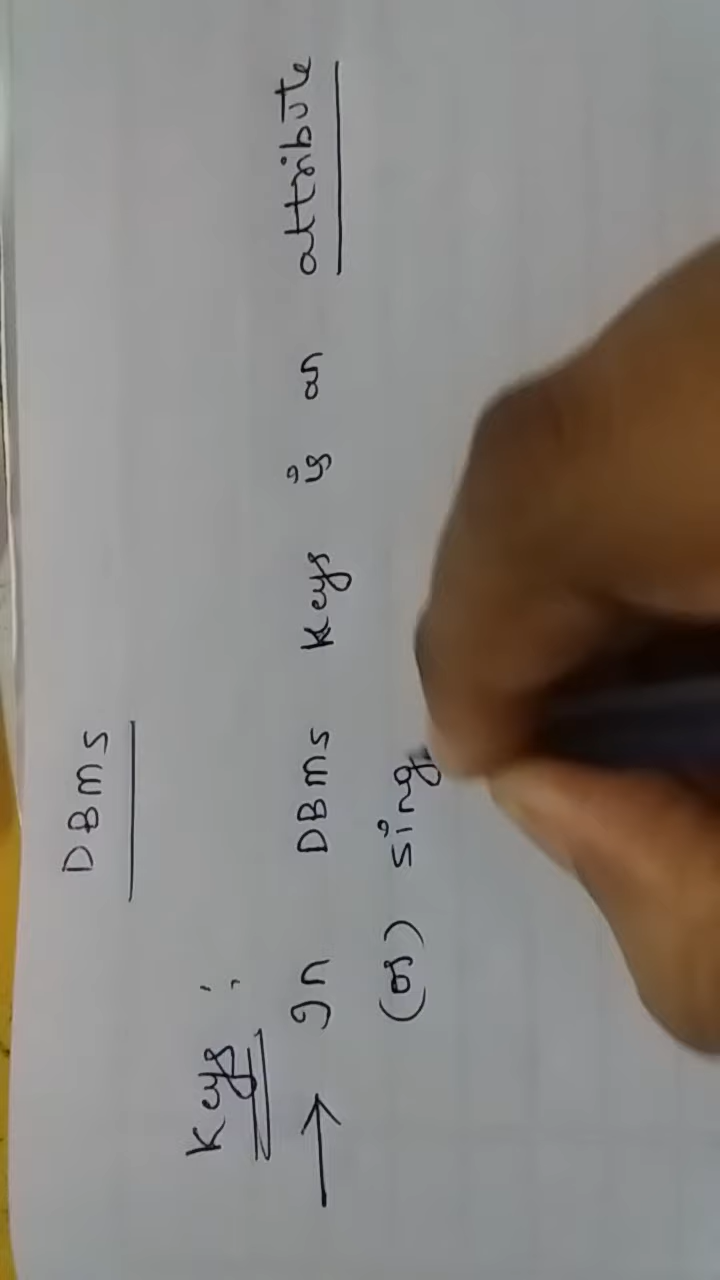 DBMS
Keys :
→ In DBMS Keys is an attribute
(or) sing